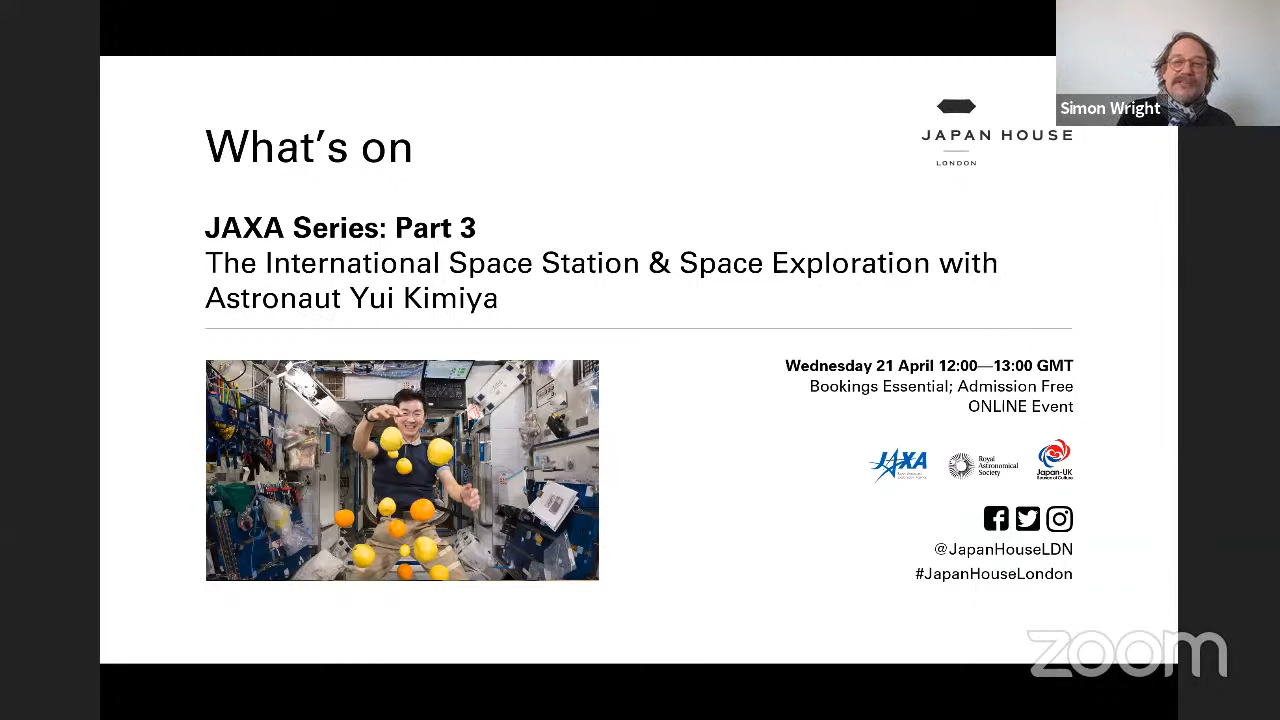 Simon Wright
JAPAN HOUSE
LONDON
What's on
JAXA Series: Part 3
The International Space Station & Space Exploration with
Astronaut Yui Kimiya
Wednesday 21 April 12:00—13:00 GMT
Bookings Essential; Admission Free
ONLINE Event
JAXA
Royal
Astronomical
Society
Japan-UK
Season of Culture
@JapanHouseLDN
#JapanHouseLondon
zoom